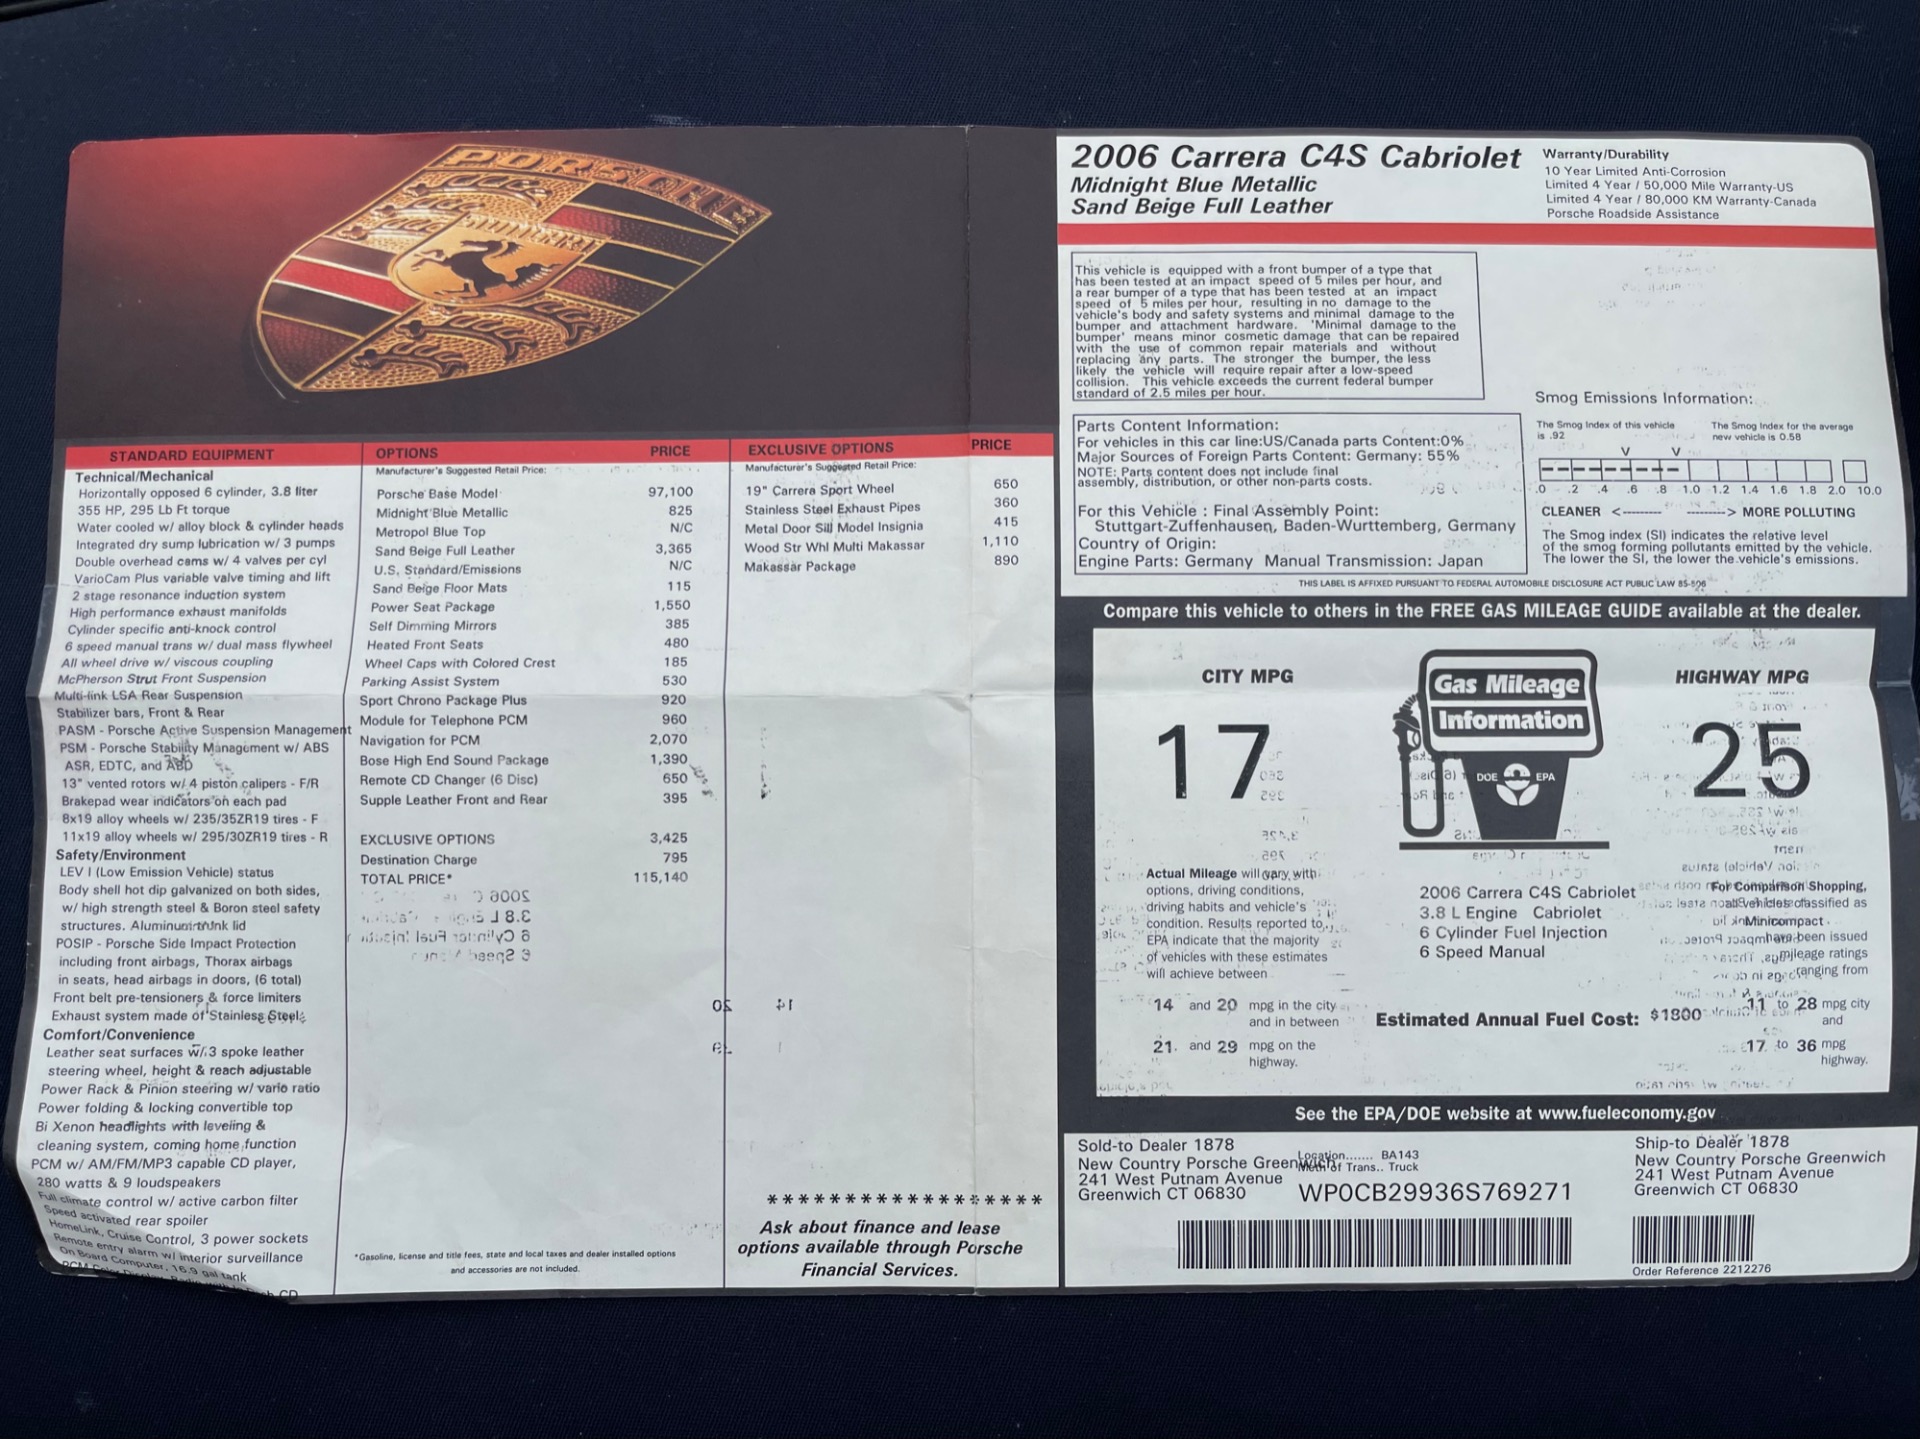 PORSCHE
STANDARD EQUIPMENT
Technical/Mechanical
Horizontally opposed 6 cylinder, 3.8 liter
355 HP, 295 Lb Ft torque
Water cooled w/ alloy block & cylinder heads
Integrated dry sump lubrication w/ 3 pumps
Double overhead cams w/ 4 valves per cyl
VarioCam Plus variable valve timing and lift
2 stage resonance induction system
High performance exhaust manifolds
Cylinder specific anti-knock control
6 speed manual trans w/ dual mass flywheel
All wheel drive w/ viscous coupling
McPherson Strut Front Suspension
Multi-link LSA Rear Suspension
Stabilizer bars, Front & Rear
PASM - Porsche Active Suspension Management
PSM - Porsche Stability Management w/ ABS
ASR, EDTC, and ABD
13" vented rotors w/ 4 piston calipers - F/R
Brakepad wear indicators on each pad
8x19 alloy wheels w/ 235/35ZR19 tires - F
11x19 alloy wheels w/ 295/30ZR19 tires - R
Safety/Environment
LEV I (Low Emission Vehicle) status
Body shell hot dip galvanized on both sides,
w/ high strength steel & Boron steel safety
structures. Aluminum trunk lid
POSIP - Porsche Side Impact Protection
including front airbags, Thorax airbags
in seats, head airbags in doors, (6 total)
Front belt pre-tensioners & force limiters
Exhaust system made of Stainless Steel
Comfort/Convenience
Leather seat surfaces w/ 3 spoke leather
steering wheel, height & reach adjustable
Power Rack & Pinion steering w/ vario ratio
Power folding & locking convertible top
Bi Xenon headlights with leveling &
cleaning system, coming home function
PCM w/ AM/FM/MP3 capable CD player,
280 watts & 9 loudspeakers
Full climate control w/ active carbon filter
Speed activated rear spoiler
HomeLink, Cruise Control, 3 power sockets
Remote entry alarm w/ interior surveillance
On Board Computer, 16.9 gal tank
CD
OPTIONS PRICE
Manufacturer's Suggested Retail Price:
Porsche Base Model 97,100
Midnight Blue Metallic 825
Metropol Blue Top N/C
Sand Beige Full Leather 3,365
U.S. Standard/Emissions N/C
Sand Beige Floor Mats 115
Power Seat Package 1,550
Self Dimming Mirrors 385
Heated Front Seats 480
Wheel Caps with Colored Crest 185
Parking Assist System 530
Sport Chrono Package Plus 920
Module for Telephone PCM 960
Navigation for PCM 2,070
Bose High End Sound Package 1,390
Remote CD Changer (6 Disc) 650
Supple Leather Front and Rear 395
EXCLUSIVE OPTIONS 3,425
Destination Charge 795
TOTAL PRICE* 115,140
*Gasoline, license and title fees, state and local taxes and dealer installed options
and accessories are not included.
EXCLUSIVE OPTIONS PRICE
Manufacturer's Suggested Retail Price:
19" Carrera Sport Wheel 650
Stainless Steel Exhaust Pipes 360
Metal Door Sill Model Insignia 415
Wood Str Whl Multi Makassar 1,110
Makassar Package 890
******************
Ask about finance and lease
options available through Porsche
Financial Services.
2006 Carrera C4S Cabriolet
Midnight Blue Metallic
Sand Beige Full Leather
Warranty/Durability
10 Year Limited Anti-Corrosion
Limited 4 Year / 50,000 Mile Warranty-US
Limited 4 Year / 80,000 KM Warranty-Canada
Porsche Roadside Assistance
This vehicle is equipped with a front bumper of a type that
has been tested at an impact speed of 5 miles per hour, and
a rear bumper of a type that has been tested at an impact
speed of 5 miles per hour, resulting in no damage to the
vehicle's body and safety systems and minimal damage to the
bumper and attachment hardware. 'Minimal damage to the
bumper' means minor cosmetic damage that can be repaired
with the use of common repair materials and without
replacing any parts. The stronger the bumper, the less
likely the vehicle will require repair after a low-speed
collision. This vehicle exceeds the current federal bumper
standard of 2.5 miles per hour.
Parts Content Information:
For vehicles in this car line:US/Canada parts Content:0%
Major Sources of Foreign Parts Content: Germany: 55%
NOTE: Parts content does not include final
assembly, distribution, or other non-parts costs.
For this Vehicle : Final Assembly Point:
Stuttgart-Zuffenhausen, Baden-Wurttemberg, Germany
Country of Origin:
Engine Parts: Germany Manual Transmission: Japan
Smog Emissions Information:
The Smog Index of this vehicle
is .92
The Smog Index for the average
new vehicle is 0.58
V V
.0 .2 .4 .6 .8 1.0 1.2 1.4 1.6 1.8 2.0 10.0
CLEANER <-------- --------> MORE POLLUTING
The Smog index (SI) indicates the relative level
of the smog forming pollutants emitted by the vehicle.
The lower the SI, the lower the vehicle's emissions.
THIS LABEL IS AFFIXED PURSUANT TO FEDERAL AUTOMOBILE DISCLOSURE ACT PUBLIC LAW 85-506
Compare this vehicle to others in the FREE GAS MILEAGE GUIDE available at the dealer.
CITY MPG
17
Gas Mileage
Information
DOE EPA
HIGHWAY MPG
25
Actual Mileage will vary with
options, driving conditions,
driving habits and vehicle's
condition. Results reported to
EPA indicate that the majority
of vehicles with these estimates
will achieve between
14 and 20 mpg in the city
and in between
21 and 29 mpg on the
highway.
2006 Carrera C4S Cabriolet
3.8 L Engine Cabriolet
6 Cylinder Fuel Injection
6 Speed Manual
Estimated Annual Fuel Cost: $1800
For Comparison Shopping,
all vehicles classified as
Minicompact
have been issued
mileage ratings
ranging from
11 to 28 mpg city
and
17 to 36 mpg
highway.
See the EPA/DOE website at www.fueleconomy.gov
Sold-to Dealer 1878
New Country Porsche Greenwich
241 West Putnam Avenue
Greenwich CT 06830
Location....... BA143
Meth of Trans.. Truck
WP0CB29936S769271
Ship-to Dealer 1878
New Country Porsche Greenwich
241 West Putnam Avenue
Greenwich CT 06830
Order Reference 2212276